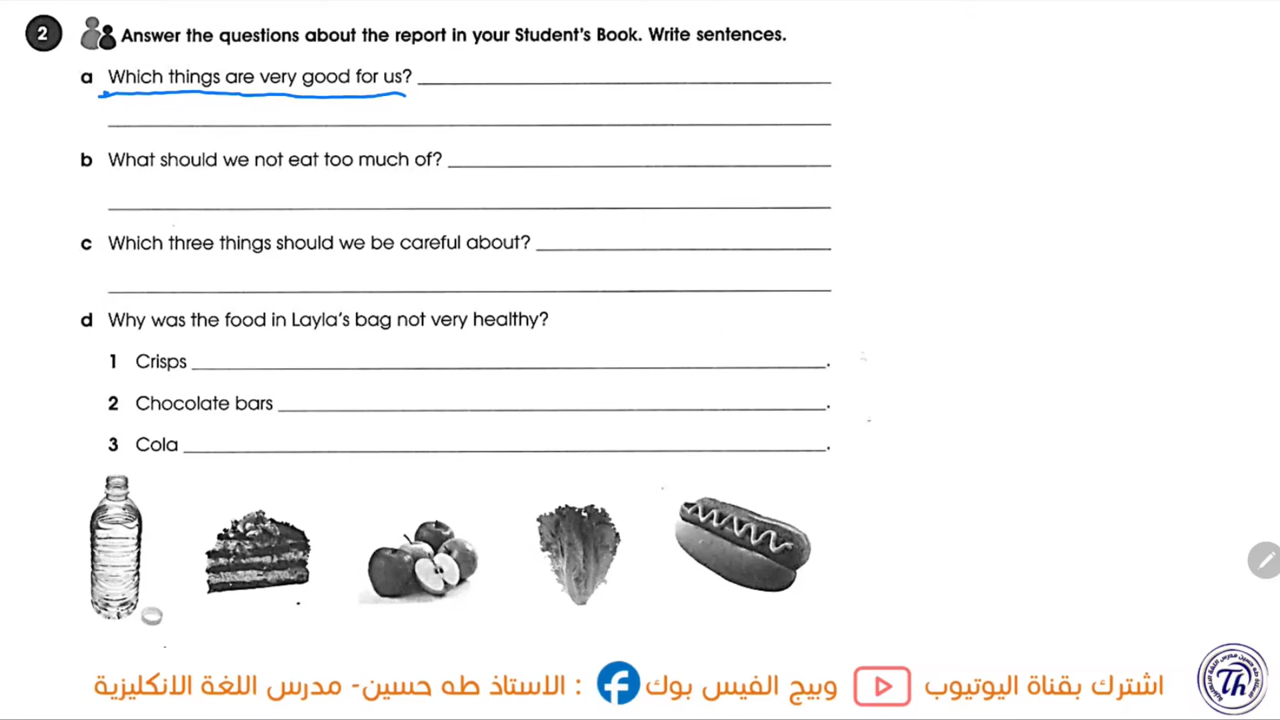 2 Answer the questions about the report in your Student's Book. Write sentences.
a Which things are very good for us?
b What should we not eat too much of?
c Which three things should we be careful about?
d Why was the food in Layla's bag not very healthy?
1 Crisps .
2 Chocolate bars .
3 Cola .
اشترك بقناة اليوتيوب وبيج الفيس بوك : الاستاذ طه حسين- مدرس اللغة الانكليزية
Th